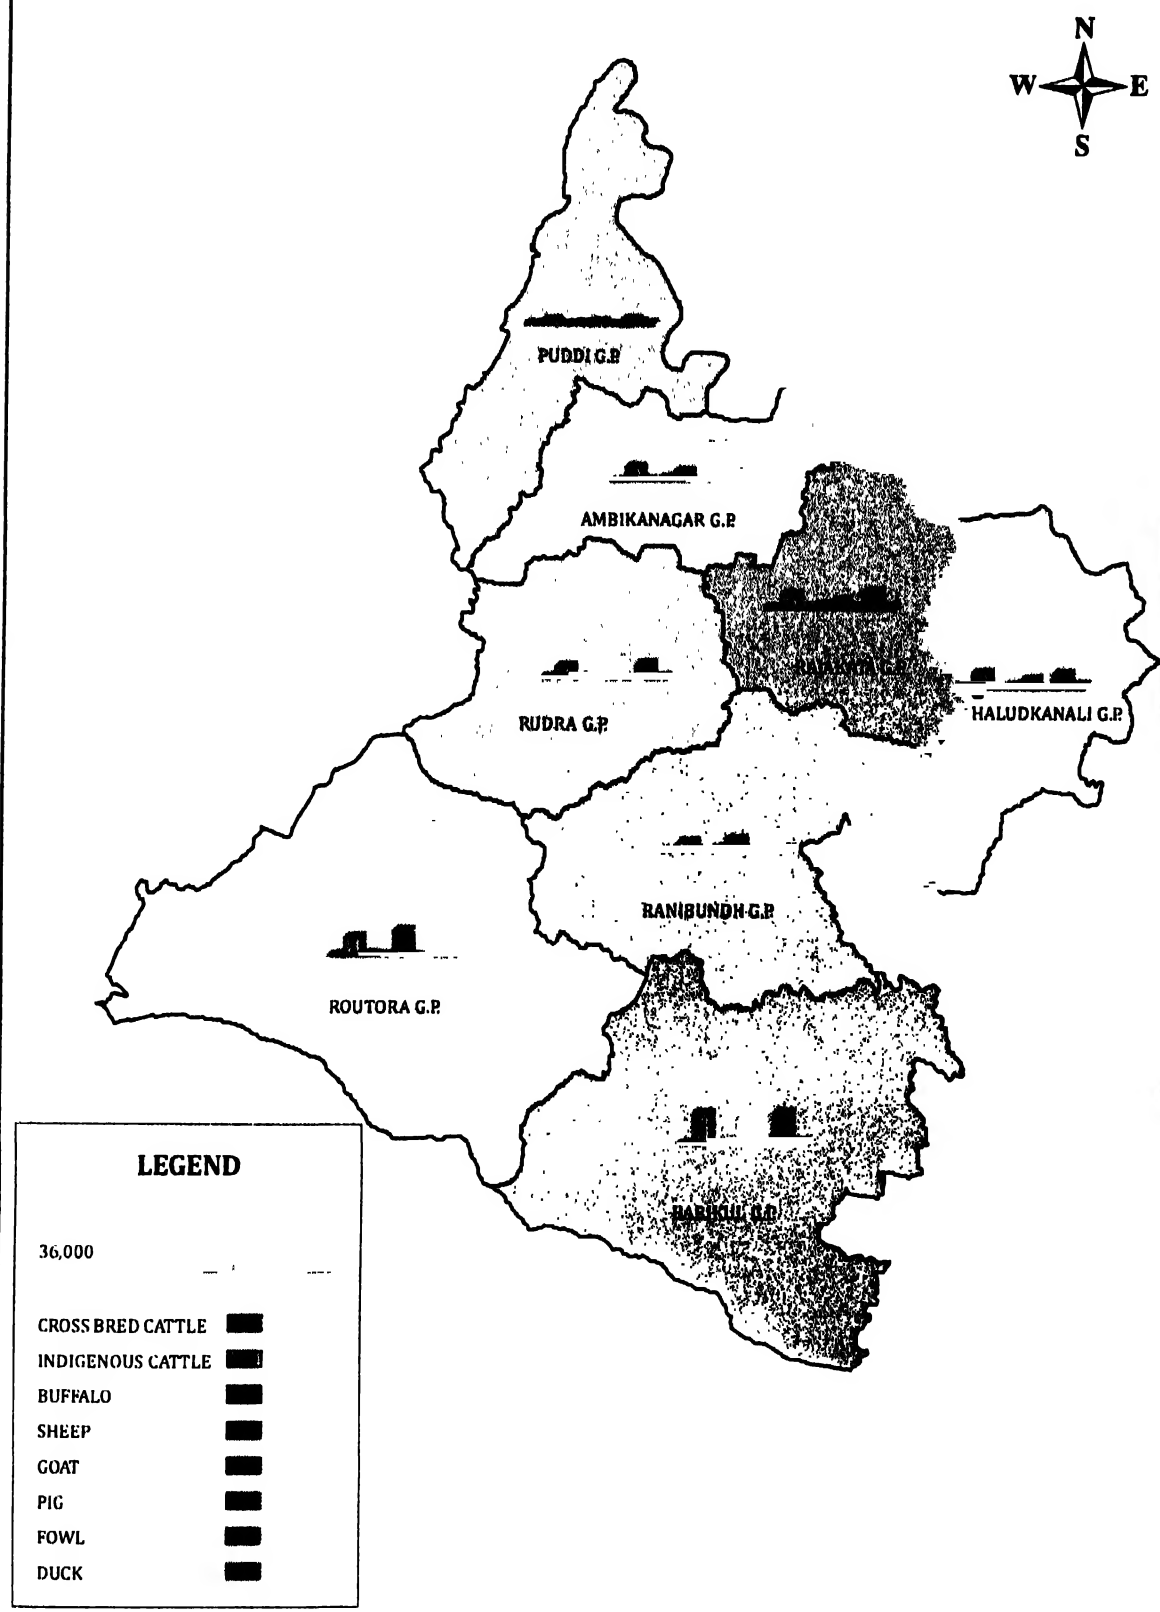 N
W E
S
PUDDI G.P.
AMBIKANAGAR G.P.
RUDRA G.P.
HALUDKANALI G.P.
RANIBUNDH G.P.
ROUTORA G.P.
BARIKUL G.P.
LEGEND
36,000
CROSS BRED CATTLE
INDIGENOUS CATTLE
BUFFALO
SHEEP
GOAT
PIG
FOWL
DUCK